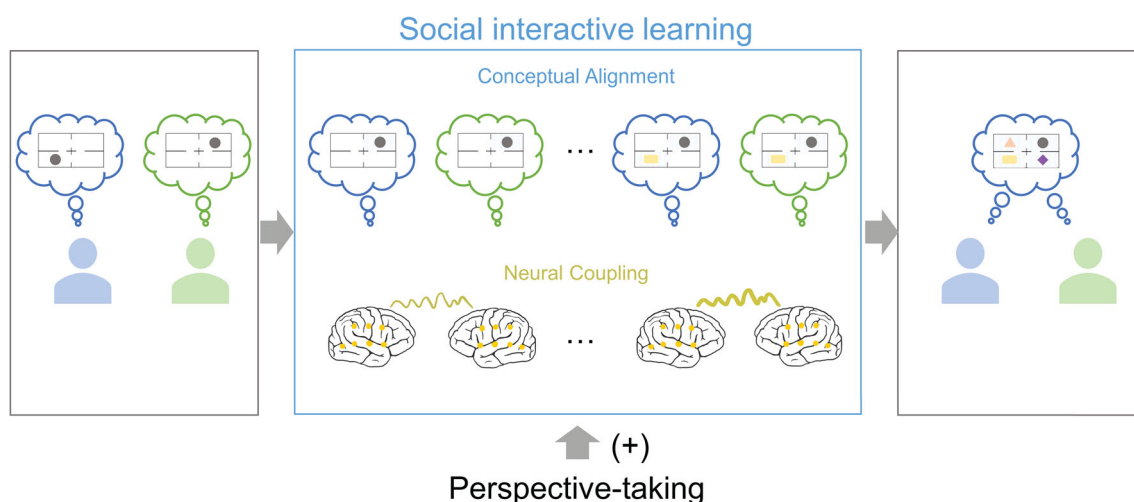 Social interactive learning
Conceptual Alignment
...
Neural Coupling
...
(+)
Perspective-taking